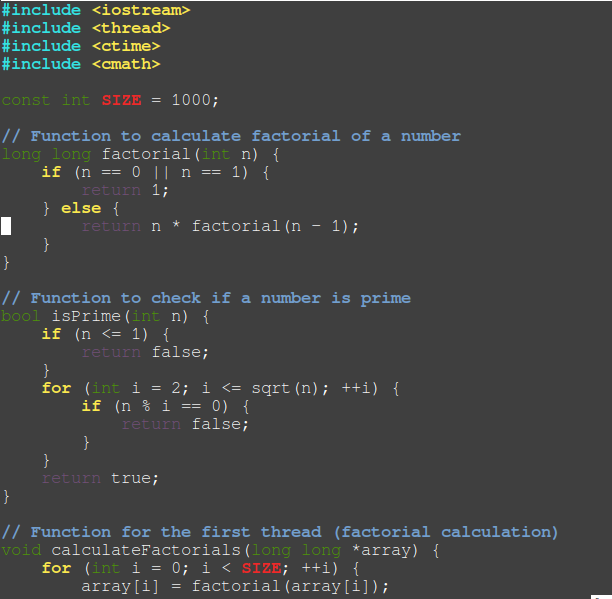 #include <iostream>
#include <thread>
#include <ctime>
#include <cmath>

const int SIZE = 1000;

// Function to calculate factorial of a number
long long factorial(int n) {
    if (n == 0 || n == 1) {
        return 1;
    } else {
        return n * factorial(n - 1);
    }
}

// Function to check if a number is prime
bool isPrime(int n) {
    if (n <= 1) {
        return false;
    }
    for (int i = 2; i <= sqrt(n); ++i) {
        if (n % i == 0) {
            return false;
        }
    }
    return true;
}

// Function for the first thread (factorial calculation)
void calculateFactorials(long long *array) {
    for (int i = 0; i < SIZE; ++i) {
        array[i] = factorial(array[i]);